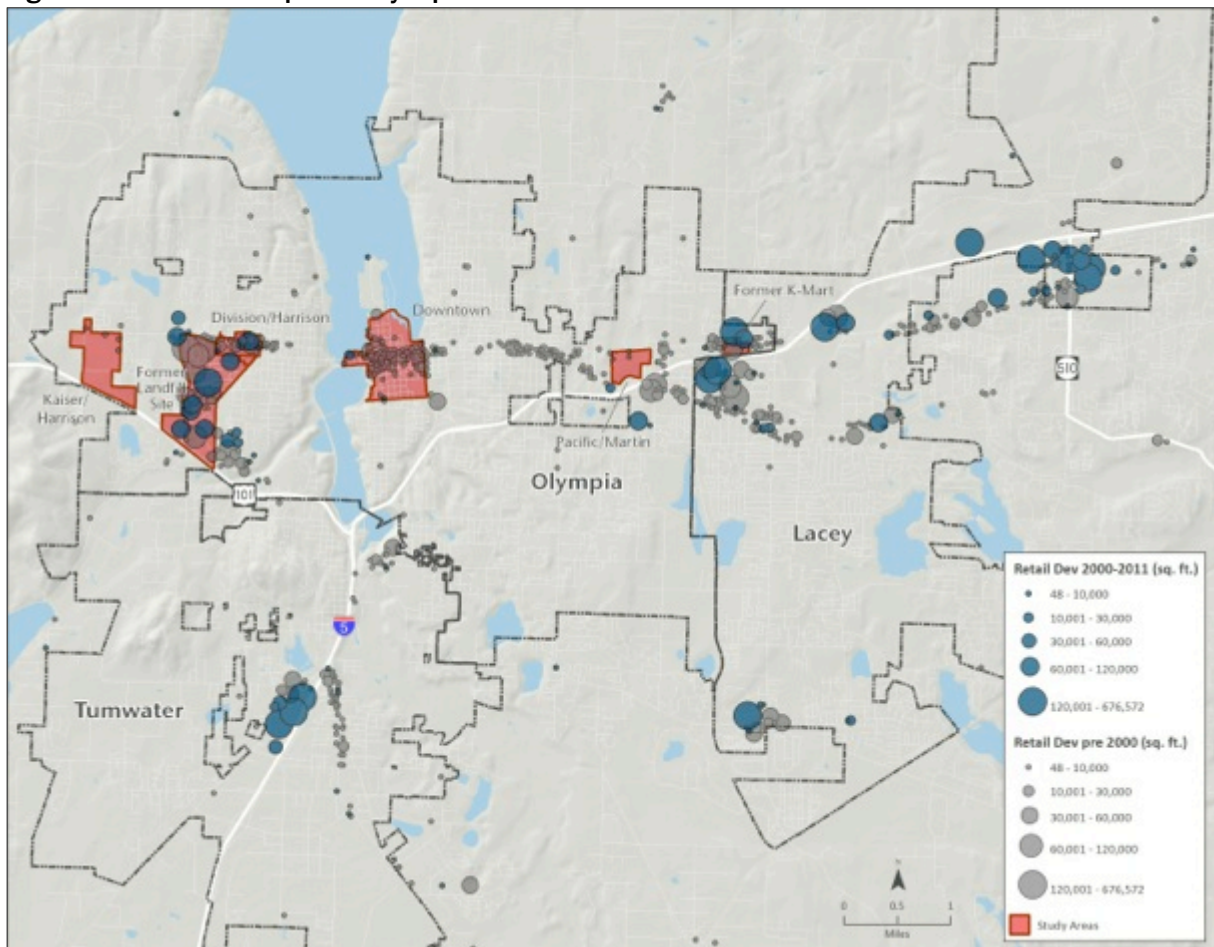 Division/Harrison
Downtown
Former K-Mart
Former
Landfill
Site
Kaiser/
Harrison
Pacific/Martin
Olympia
Lacey
Tumwater
101
5
510
Retail Dev 2000-2011 (sq. ft.)
48 - 10,000
10,001 - 30,000
30,001 - 60,000
60,001 - 120,000
120,001 - 676,572
Retail Dev pre 2000 (sq. ft.)
48 - 10,000
10,001 - 30,000
30,001 - 60,000
60,001 - 120,000
120,001 - 676,572
Study Areas
0 0.5 1
Miles